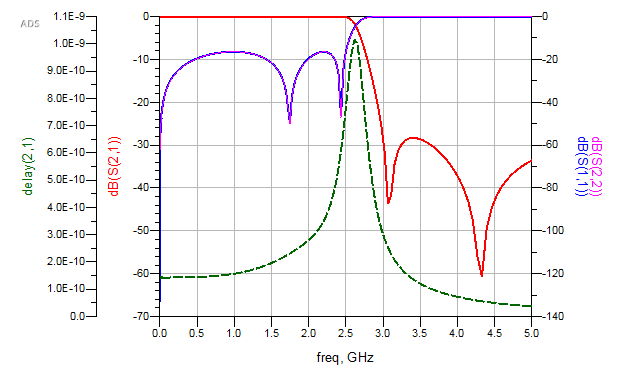 ADS
delay(2,1)
1.1E-9
1.0E-9
9.0E-10
8.0E-10
7.0E-10
6.0E-10
5.0E-10
4.0E-10
3.0E-10
2.0E-10
1.0E-10
0.0
dB(S(2,1))
0
-10
-20
-30
-40
-50
-60
-70
0
-20
-40
-60
-80
-100
-120
-140
dB(S(1,1))
dB(S(2,2))
0.0 0.5 1.0 1.5 2.0 2.5 3.0 3.5 4.0 4.5 5.0
freq, GHz